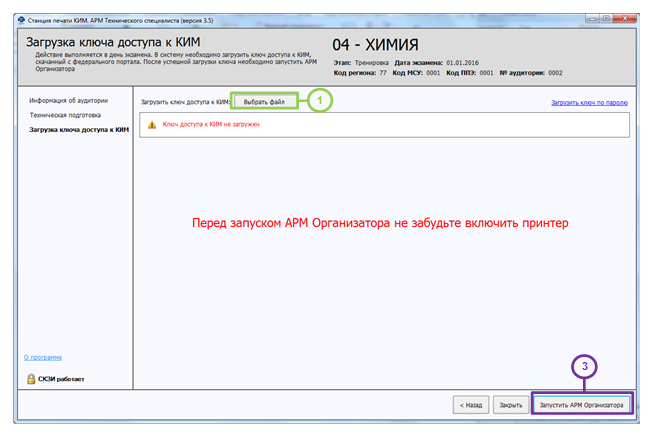 Станция печати КИМ. АРМ Технического специалиста (версия 3.5)
Загрузка ключа доступа к КИМ
Действие выполняется в день экзамена. В систему необходимо загрузить ключ доступа к КИМ,
скачанный с федерального портала. После успешной загрузки ключа необходимо запустить АРМ
Организатора
04 - ХИМИЯ
Этап: Тренировка Дата экзамена: 01.01.2016
Код региона: 77 Код МСУ: 0001 Код ППЭ: 0001 № аудитории: 0002
Информация об аудитории
Техническая подготовка
Загрузка ключа доступа к КИМ
Загрузить ключ доступа к КИМ:
Выбрать файл
1
Загрузить ключ по паролю
Ключ доступа к КИМ не загружен
Перед запуском АРМ Организатора не забудьте включить принтер
О программе
СКЗИ работает
3
< Назад
Закрыть
Запустить АРМ Организатора